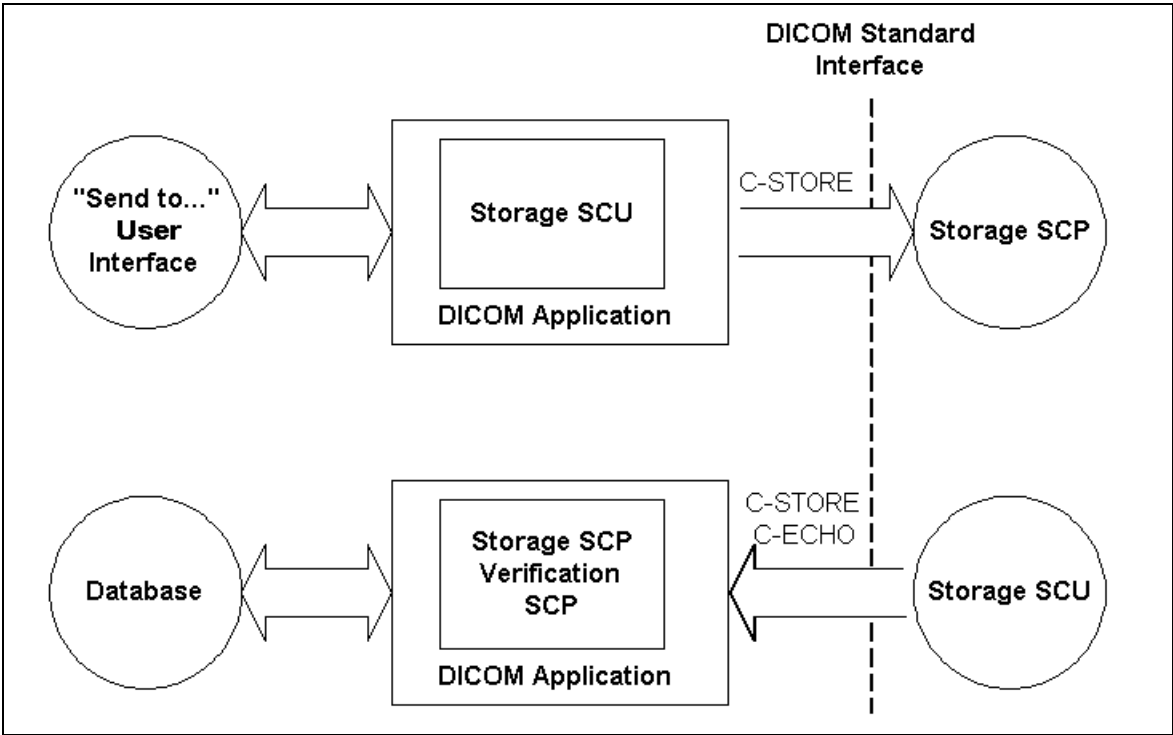 DICOM Standard
Interface
"Send to..."
User
Interface
Storage SCU
DICOM Application
C-STORE
Storage SCP
Database
Storage SCP
Verification
SCP
DICOM Application
C-STORE
C-ECHO
Storage SCU